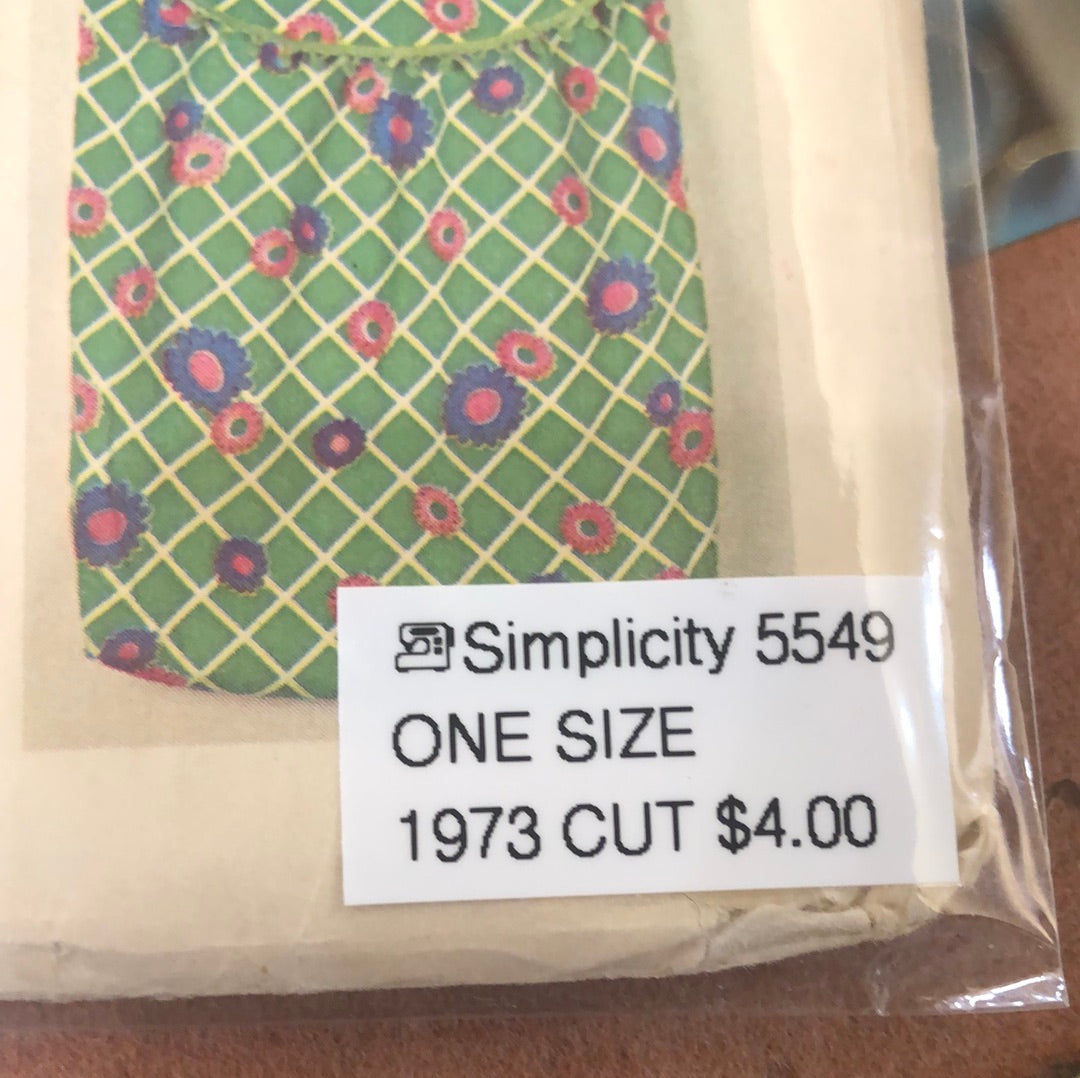 Simplicity 5549
ONE SIZE
1973 CUT $4.00